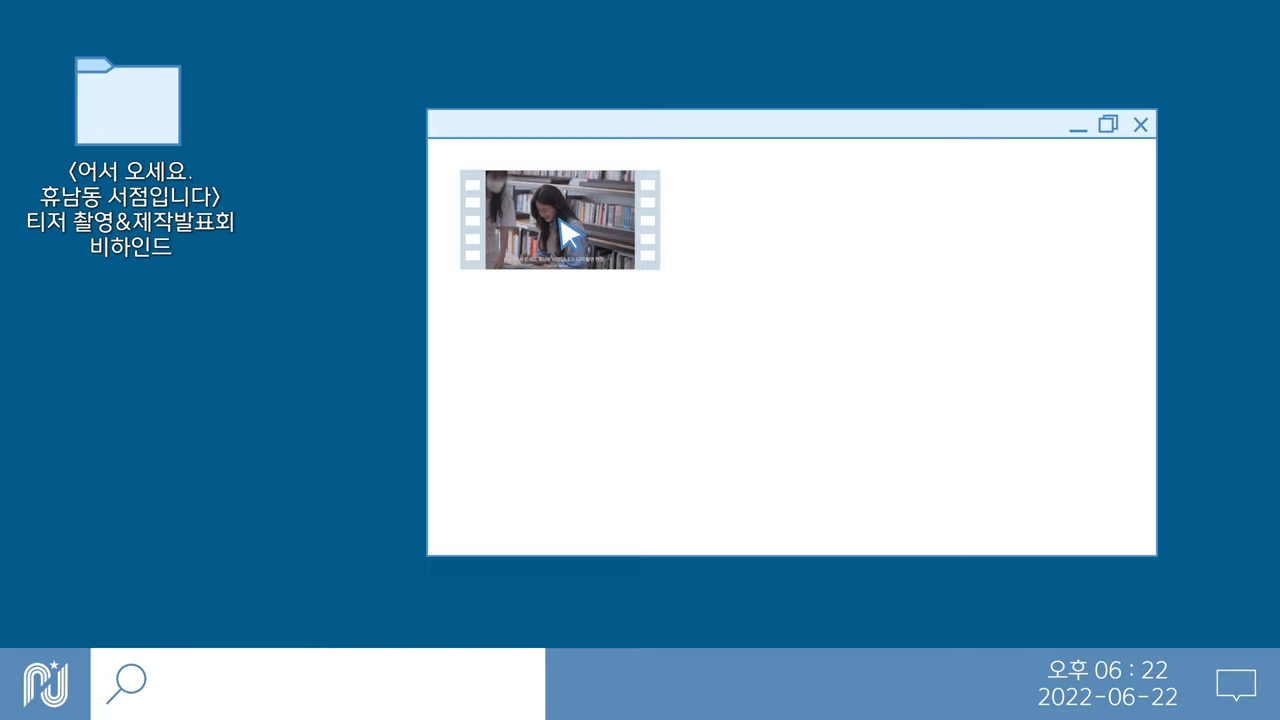 〈어서 오세요.
휴남동 서점입니다〉
티저 촬영&제작발표회
비하인드
오후 06 : 22
2022-06-22